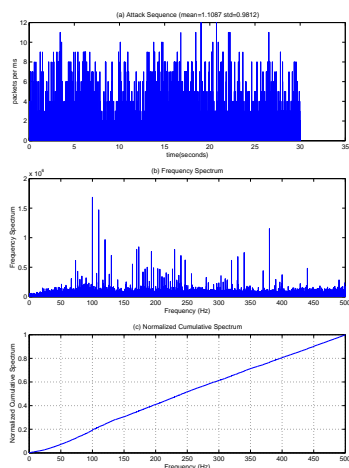 (a) Attack Sequence (mean=1.1087 std=0.9812)
12
10
8
6
4
2
0
packets per ms
0 5 10 15 20 25 30 35
time(seconds)
(b) Frequency Spectrum
2
1.5
1
0.5
0
Frequency Spectrum
0 50 100 150 200 250 300 350 400 450 500
Frequency (Hz)
(c) Normalized Cumulative Spectrum
1
0.8
0.6
0.4
0.2
0
Normalized Cumulative Spectrum
0 50 100 150 200 250 300 350 400 450 500
Frequency (Hz)